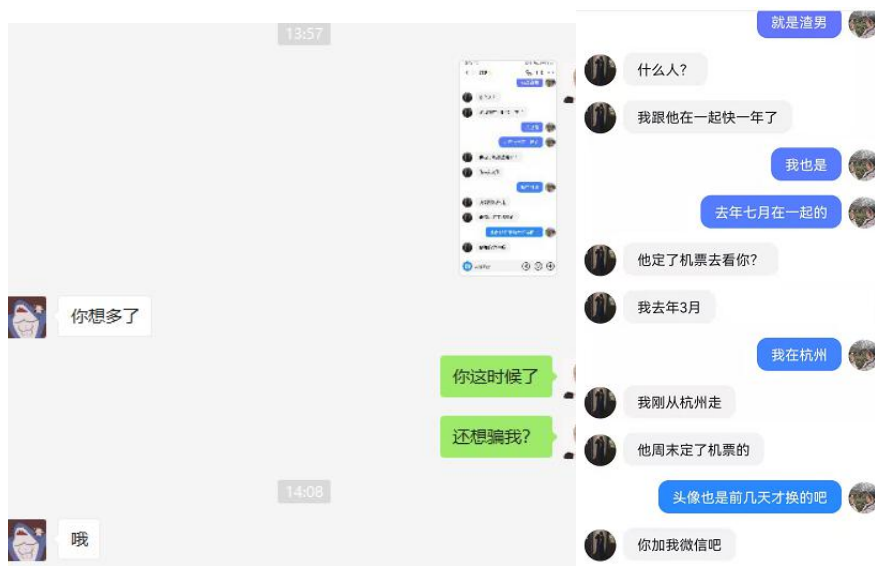 13:57
你想多了
你这时候了
还想骗我?
14:08
哦
就是渣男
什么人?
我跟他在一起快一年了
我也是
去年七月在一起的
他定了机票去看你?
我去年3月
我在杭州
我刚从杭州走
他周末定了机票的
头像也是前几天才换的吧
你加我微信吧